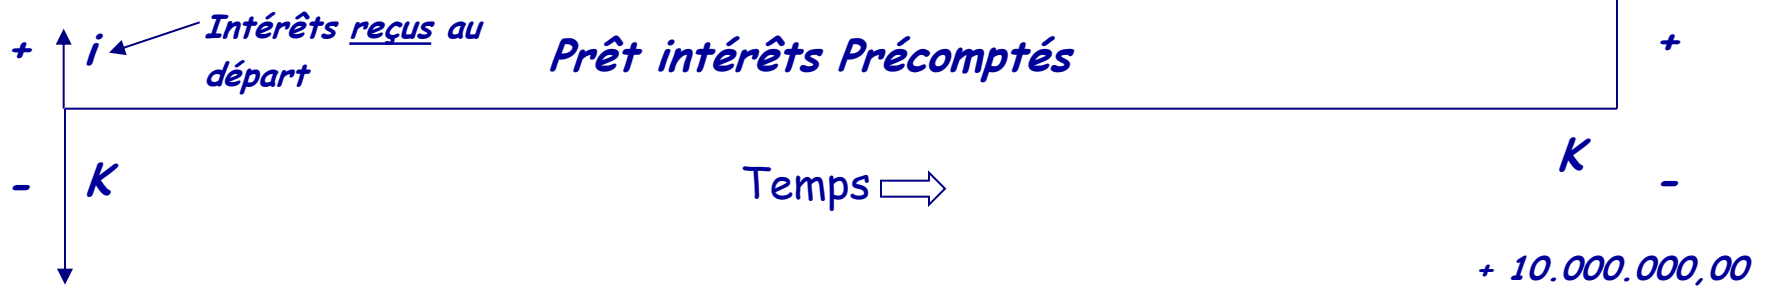 + i Intérêts reçus au départ Prêt intérêts Précomptés +
K
- K Temps -
+ 10.000.000,00